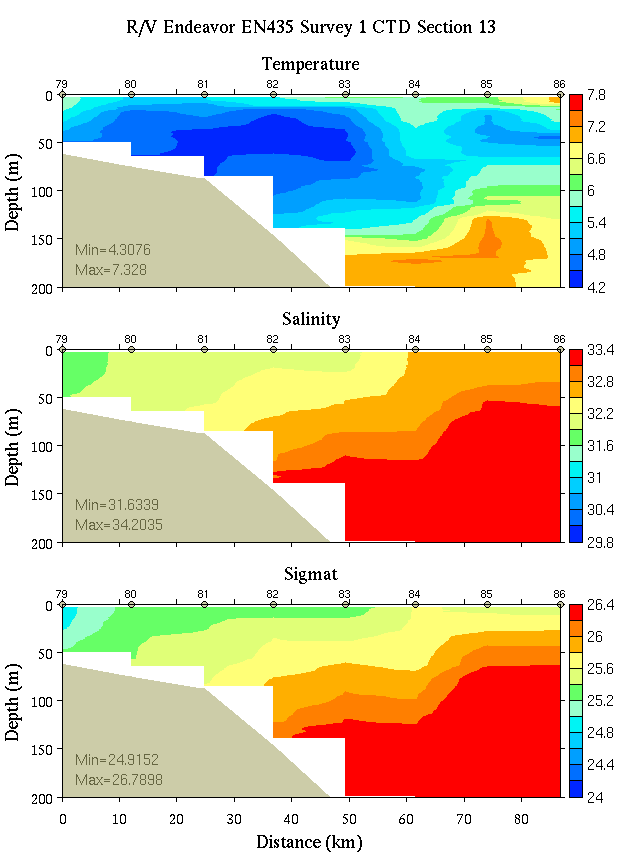 R/V Endeavor EN435 Survey 1 CTD Section 13
Temperature
79 80 81 82 83 84 85 86
0
50
100
150
200
Depth (m)
Min=4.3076
Max=7.328
7.8
7.2
6.6
6
5.4
4.8
4.2
Salinity
79 80 81 82 83 84 85 86
0
50
100
150
200
Depth (m)
Min=31.6339
Max=34.2035
33.4
32.8
32.2
31.6
31
30.4
29.8
Sigmat
79 80 81 82 83 84 85 86
0
50
100
150
200
Depth (m)
Min=24.9152
Max=26.7898
26.4
26
25.6
25.2
24.8
24.4
24
0 10 20 30 40 50 60 70 80
Distance (km)